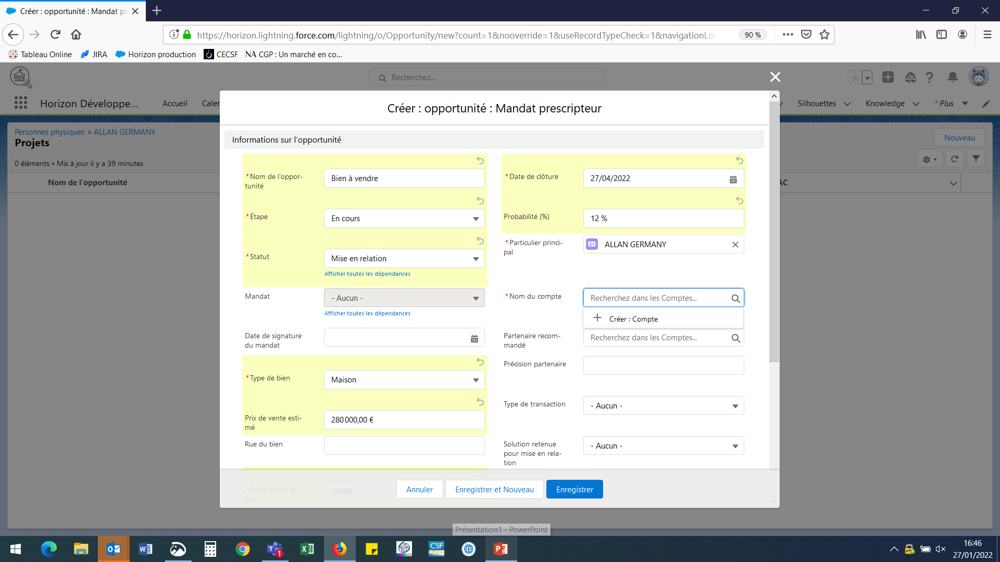 Créer : opportunité : Mandat pr
https://horizon.lightning.force.com/lightning/o/Opportunity/new?count=1&nooverride=1&useRecordTypeCheck=1&navigationLoc
90 %
Tableau Online JIRA Horizon production CECSF NA CGP : Un marché en co...
Recherchez...
Horizon Développe... Accueil Caler Silhouettes Knowledge * Plus
Personnes physiques > ALLAN GERMANY
Projets
Nouveau
0 éléments • Mis à jour il y a 39 minutes
Nom de l'opportunité
AC
Créer : opportunité : Mandat prescripteur
Informations sur l'opportunité
*Nom de l'oppor-
tunité
Bien à vendre
*Date de clôture
27/04/2022
*Étape
En cours
Probabilité (%)
12 %
*Statut
Mise en relation
Afficher toutes les dépendances
*Particulier princi-
pal
ALLAN GERMANY
Mandat
- Aucun -
Afficher toutes les dépendances
*Nom du compte
Recherchez dans les Comptes...
Créer : Compte
Date de signature
du mandat
Partenaire recom-
mandé
Recherchez dans les Comptes...
Précision partenaire
*Type de bien
Maison
Type de transaction
- Aucun -
Prix de vente esti-
mé
280 000,00 €
Rue du bien
Solution retenue
pour mise en rela-
tion
- Aucun -
*Code postal du
bien
75009
Annuler
Enregistrer et Nouveau
Enregistrer
Présentation1 - PowerPoint
1
CSF
16:46
27/01/2022